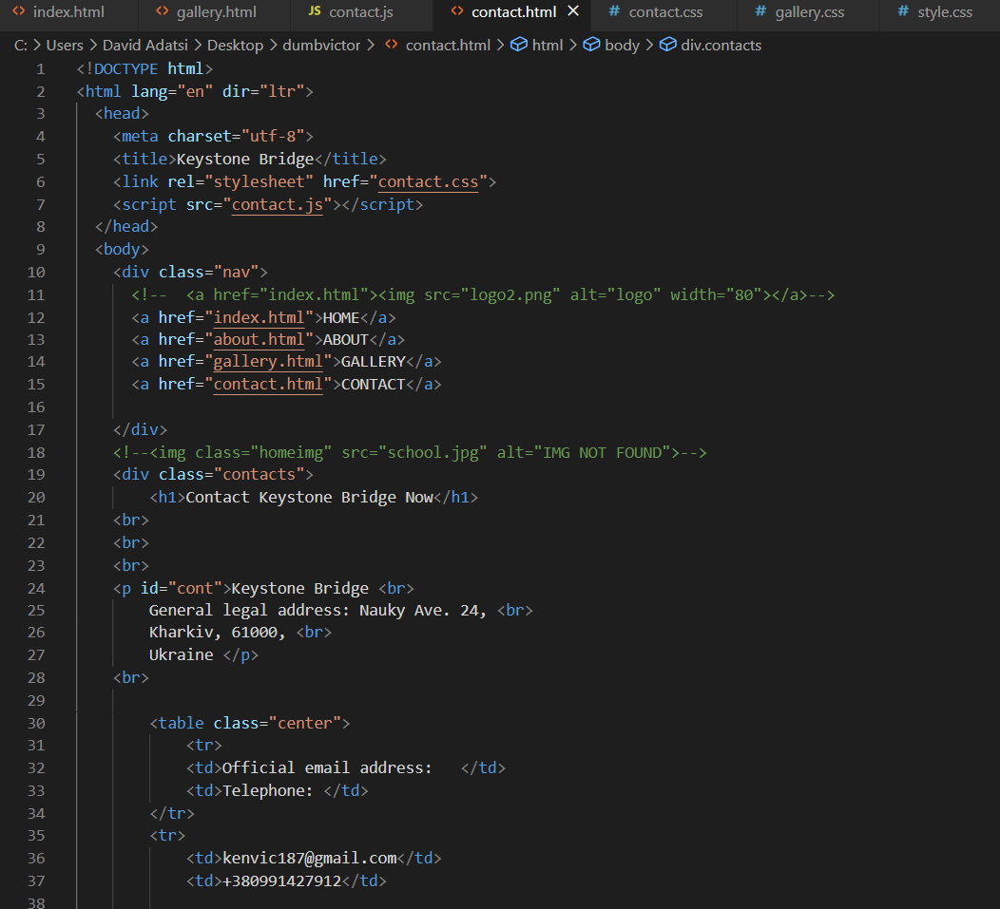 index.html gallery.html JS contact.js contact.html × # contact.css # gallery.css # style.css
C: > Users > David Adatsi > Desktop > dumbvictor > contact.html > html > body > div.contacts
1 <!DOCTYPE html>
2 <html lang="en" dir="ltr">
3 <head>
4 <meta charset="utf-8">
5 <title>Keystone Bridge</title>
6 <link rel="stylesheet" href="contact.css">
7 <script src="contact.js"></script>
8 </head>
9 <body>
10 <div class="nav">
11 <!--  <a href="index.html"><img src="logo2.png" alt="logo" width="80"></a>-->
12 <a href="index.html">HOME</a>
13 <a href="about.html">ABOUT</a>
14 <a href="gallery.html">GALLERY</a>
15 <a href="contact.html">CONTACT</a>
16
17 </div>
18 <!--<img class="homeimg" src="school.jpg" alt="IMG NOT FOUND">-->
19 <div class="contacts">
20 <h1>Contact Keystone Bridge Now</h1>
21 <br>
22 <br>
23 <br>
24 <p id="cont">Keystone Bridge <br>
25 General legal address: Nauky Ave. 24, <br>
26 Kharkiv, 61000, <br>
27 Ukraine </p>
28 <br>
29
30 <table class="center">
31 <tr>
32 <td>Official email address:   </td>
33 <td>Telephone: </td>
34 </tr>
35 <tr>
36 <td>kenvic187@gmail.com</td>
37 <td>+380991427912</td>
38